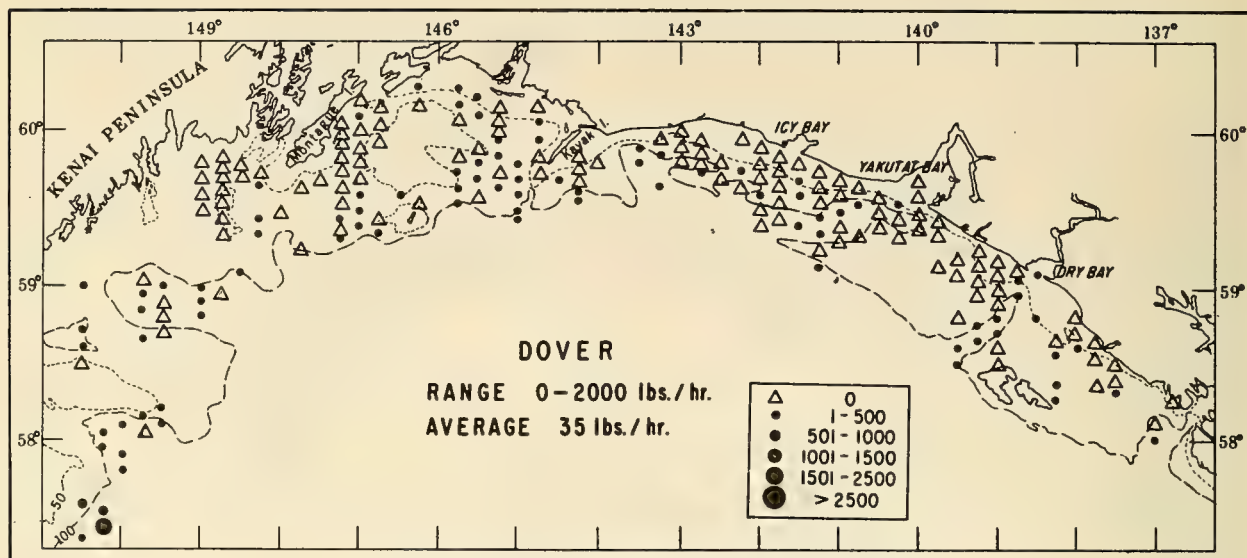 149° 146° 143° 140° 137°
KENAI PENINSULA
Montague
Kayak I.
ICY BAY
YAKUTAT BAY
DRY BAY
60° 60°
59° 59°
58° 58°
50
100
DOVER
RANGE 0-2000 lbs./hr.
AVERAGE 35 lbs./hr.
0
1-500
501-1000
1001-1500
1501-2500
>2500